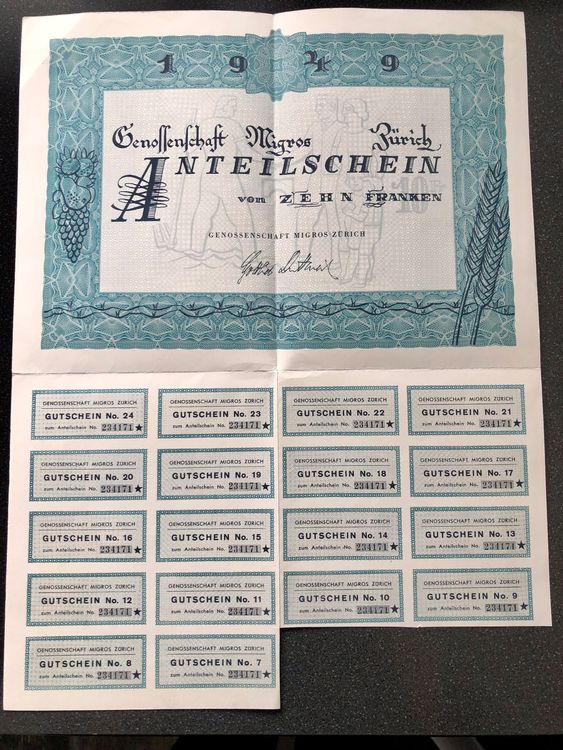 1949
Genossenschaft Migros Zürich
ANTEILSCHEIN
von ZEHN FRANKEN
GENOSSENSCHAFT MIGROS ZÜRICH
GENOSSENSCHAFT MIGROS ZÜRICH
GUTSCHEIN No. 24
zum Anteilschein No. 234171★
GENOSSENSCHAFT MIGROS ZÜRICH
GUTSCHEIN No. 23
zum Anteilschein No. 234171★
GENOSSENSCHAFT MIGROS ZÜRICH
GUTSCHEIN No. 22
zum Anteilschein No. 234171★
GENOSSENSCHAFT MIGROS ZÜRICH
GUTSCHEIN No. 21
zum Anteilschein No. 234171★
GENOSSENSCHAFT MIGROS ZÜRICH
GUTSCHEIN No. 20
zum Anteilschein No. 234171★
GENOSSENSCHAFT MIGROS ZÜRICH
GUTSCHEIN No. 19
zum Anteilschein No. 234171★
GENOSSENSCHAFT MIGROS ZÜRICH
GUTSCHEIN No. 18
zum Anteilschein No. 234171★
GENOSSENSCHAFT MIGROS ZÜRICH
GUTSCHEIN No. 17
zum Anteilschein No. 234171★
GENOSSENSCHAFT MIGROS ZÜRICH
GUTSCHEIN No. 16
zum Anteilschein No. 234171★
GENOSSENSCHAFT MIGROS ZÜRICH
GUTSCHEIN No. 15
zum Anteilschein No. 234171★
GENOSSENSCHAFT MIGROS ZÜRICH
GUTSCHEIN No. 14
zum Anteilschein No. 234171★
GENOSSENSCHAFT MIGROS ZÜRICH
GUTSCHEIN No. 13
zum Anteilschein No. 234171★
GENOSSENSCHAFT MIGROS ZÜRICH
GUTSCHEIN No. 12
zum Anteilschein No. 234171★
GENOSSENSCHAFT MIGROS ZÜRICH
GUTSCHEIN No. 11
zum Anteilschein No. 234171★
GENOSSENSCHAFT MIGROS ZÜRICH
GUTSCHEIN No. 10
zum Anteilschein No. 234171★
GENOSSENSCHAFT MIGROS ZÜRICH
GUTSCHEIN No. 9
zum Anteilschein No. 234171★
GENOSSENSCHAFT MIGROS ZÜRICH
GUTSCHEIN No. 8
zum Anteilschein No. 234171★
GENOSSENSCHAFT MIGROS ZÜRICH
GUTSCHEIN No. 7
zum Anteilschein No. 234171★